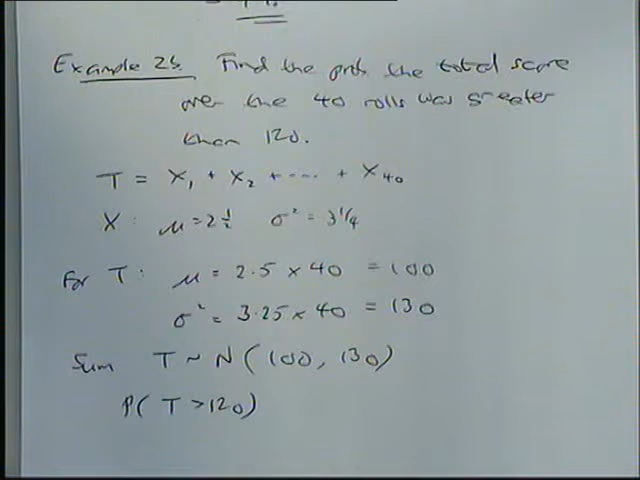 Example 2b. Find the prob the total score
over the 40 rolls was greater
than 120.
T = X₁ + X₂ + .... + X₄₀
X : μ = 2½ σ² = 3¼
For T : μ = 2.5 × 40 = 100
σ² = 3.25 × 40 = 130
Sum T ~ N (100, 130)
P( T > 120)